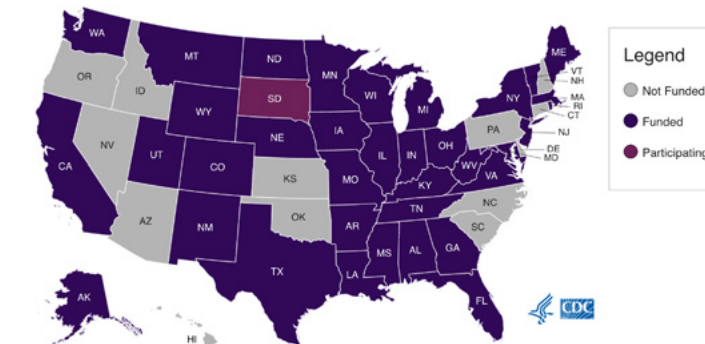 WA
MT
ND
MN
ME
VT
NH
OR
ID
SD
WI
MI
NY
MA
RI
CT
WY
IA
PA
NJ
NV
UT
CO
NE
IL
IN
OH
DE
MD
CA
KS
MO
KY
WV
VA
AZ
NM
OK
AR
TN
NC
SC
TX
LA
MS
AL
GA
FL
AK
HI
CDC
Legend
Not Funded
Funded
Participating